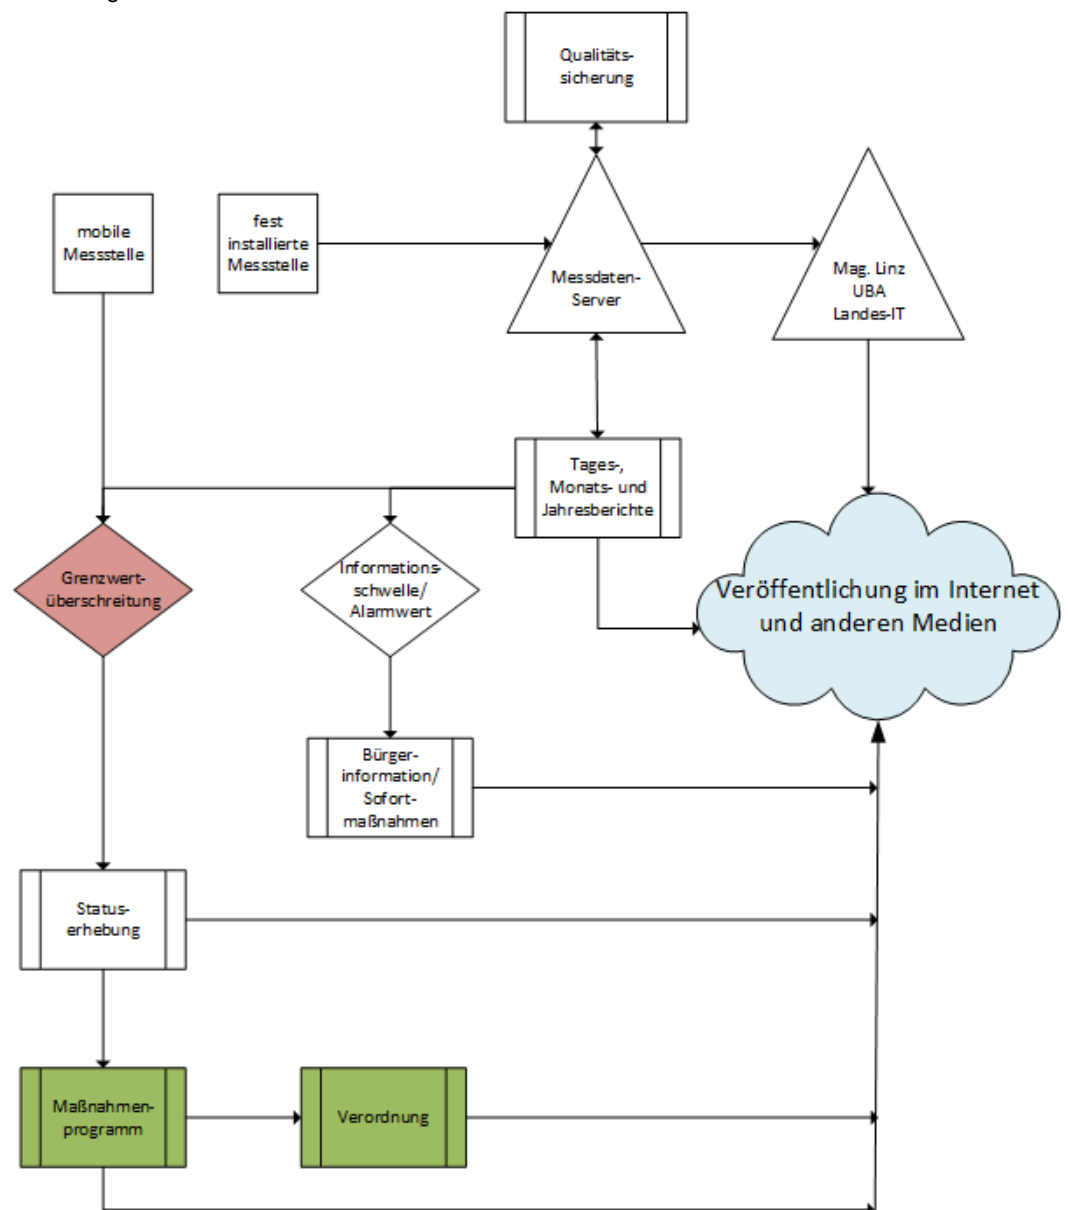 Qualitäts-
sicherung
mobile
Messstelle
fest
installierte
Messstelle
Messdaten-
Server
Mag. Linz
UBA
Landes-IT
Tages-,
Monats- und
Jahresberichte
Grenzwert-
überschreitung
Informations-
schwelle/
Alarmwert
Veröffentlichung im Internet
und anderen Medien
Bürger-
information/
Sofort-
maßnahmen
Status-
erhebung
Maßnahmen-
programm
Verordnung